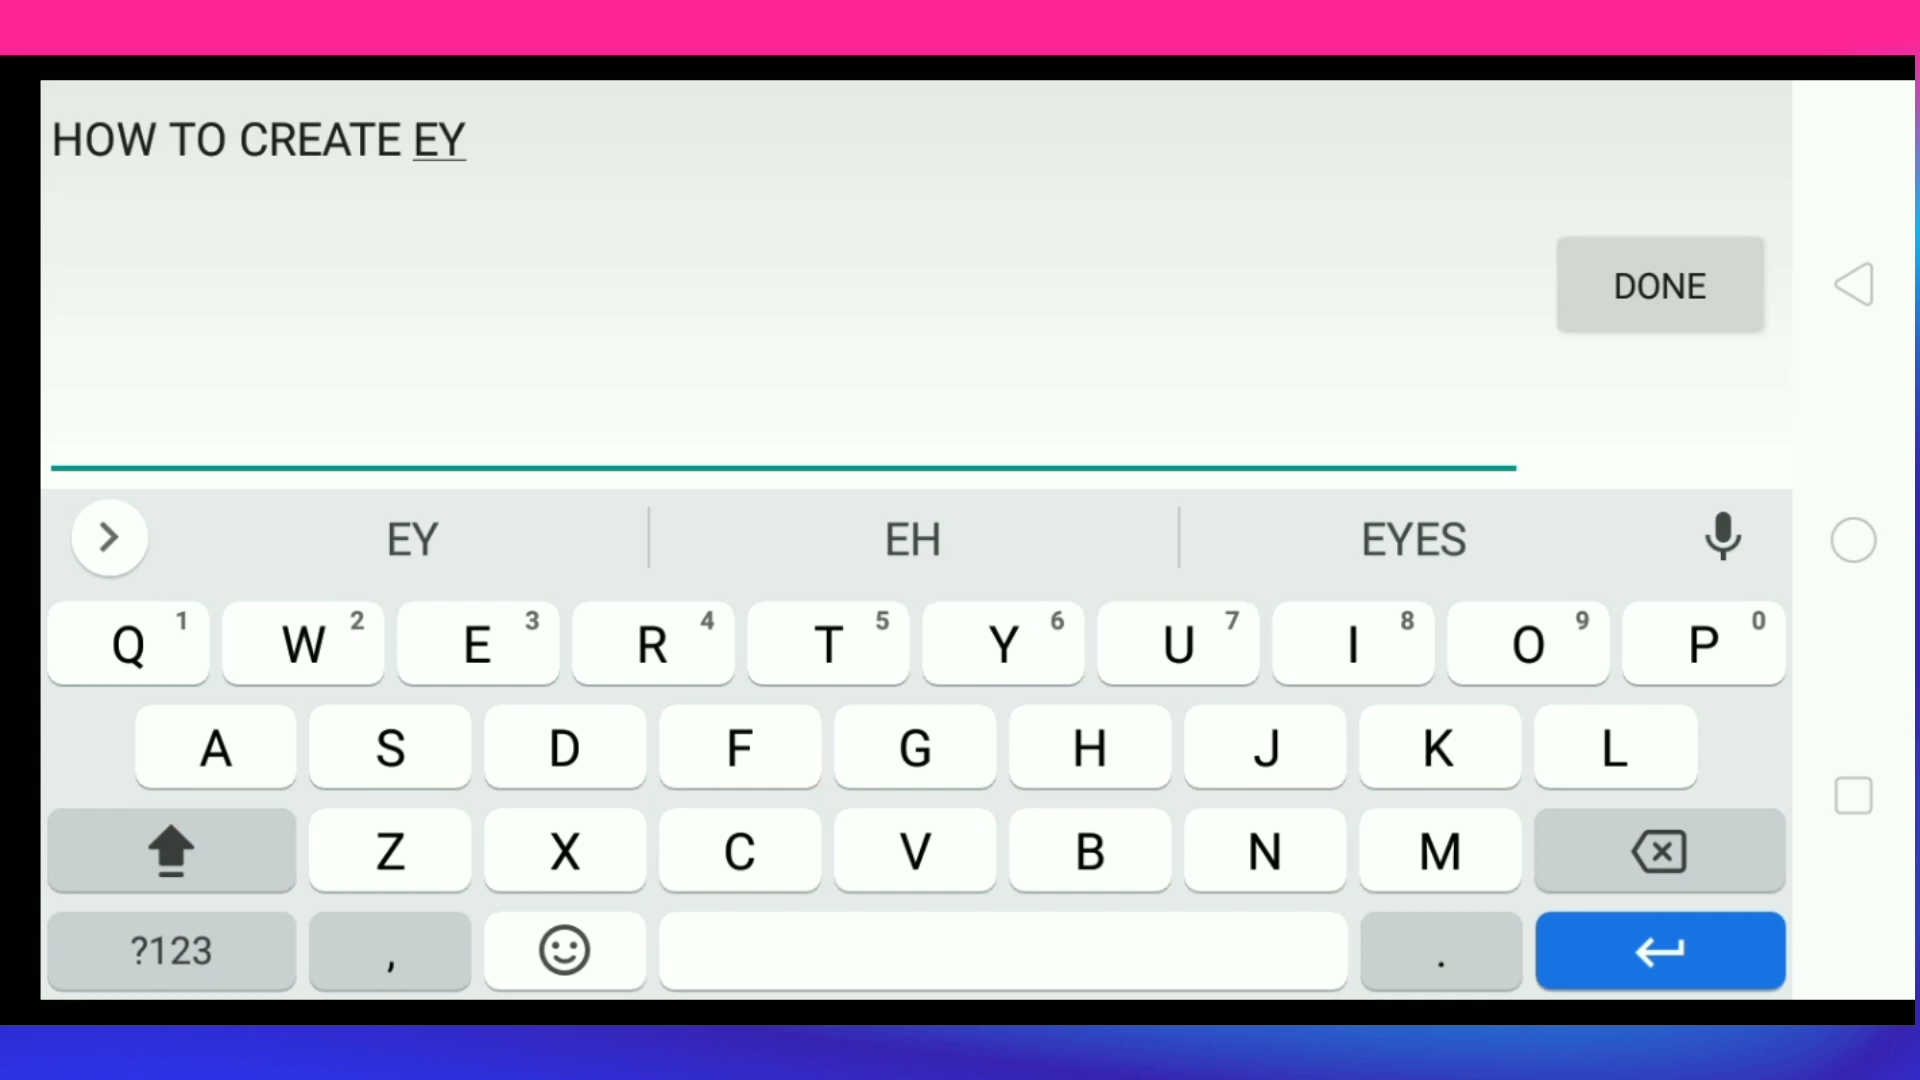 HOW TO CREATE EY
DONE
EY EH EYES
Q 1 W 2 E 3 R 4 T 5 Y 6 U 7 I 8 O 9 P 0
A S D F G H J K L
Z X C V B N M
?123 , .